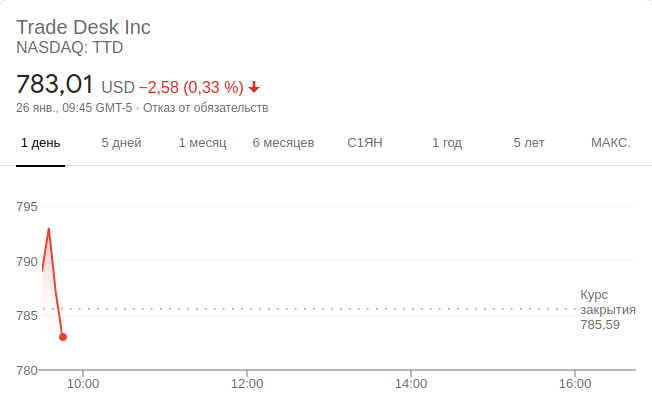 Trade Desk Inc
NASDAQ: TTD
783,01 USD −2,58 (0,33 %)
26 янв., 09:45 GMT-5 · Отказ от обязательств
1 день 5 дней 1 месяц 6 месяцев С1ЯН 1 год 5 лет МАКС.
795
790
785
780
Курс
закрытия
785,59
10:00 12:00 14:00 16:00